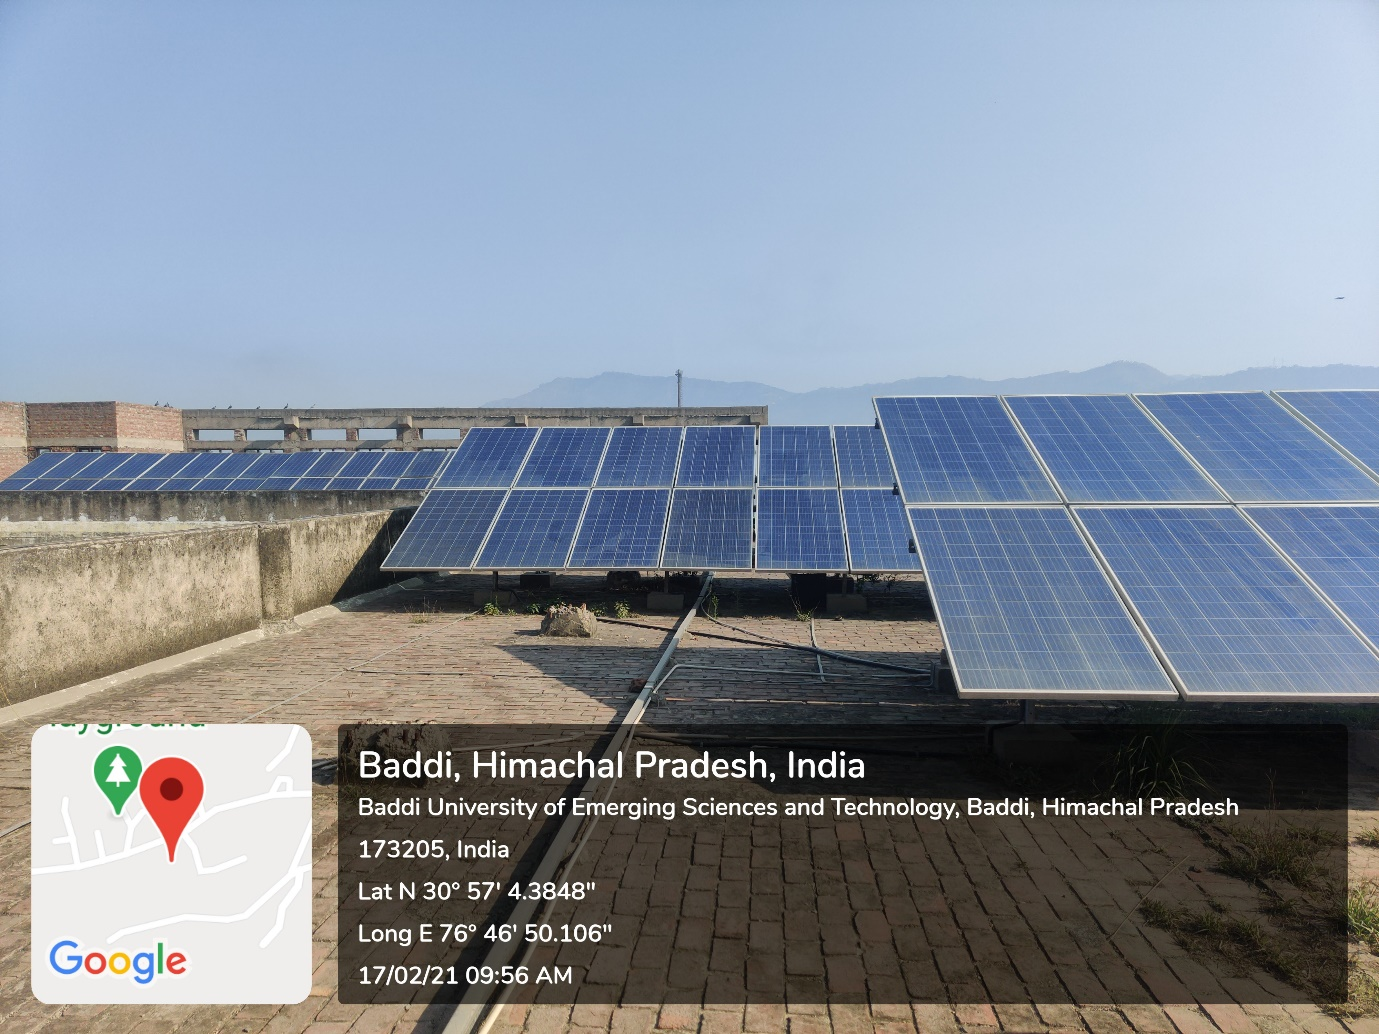 Baddi, Himachal Pradesh, India
Baddi University of Emerging Sciences and Technology, Baddi, Himachal Pradesh
173205, India
Lat N 30° 57' 4.3848"
Long E 76° 46' 50.106"
17/02/21 09:56 AM
Google